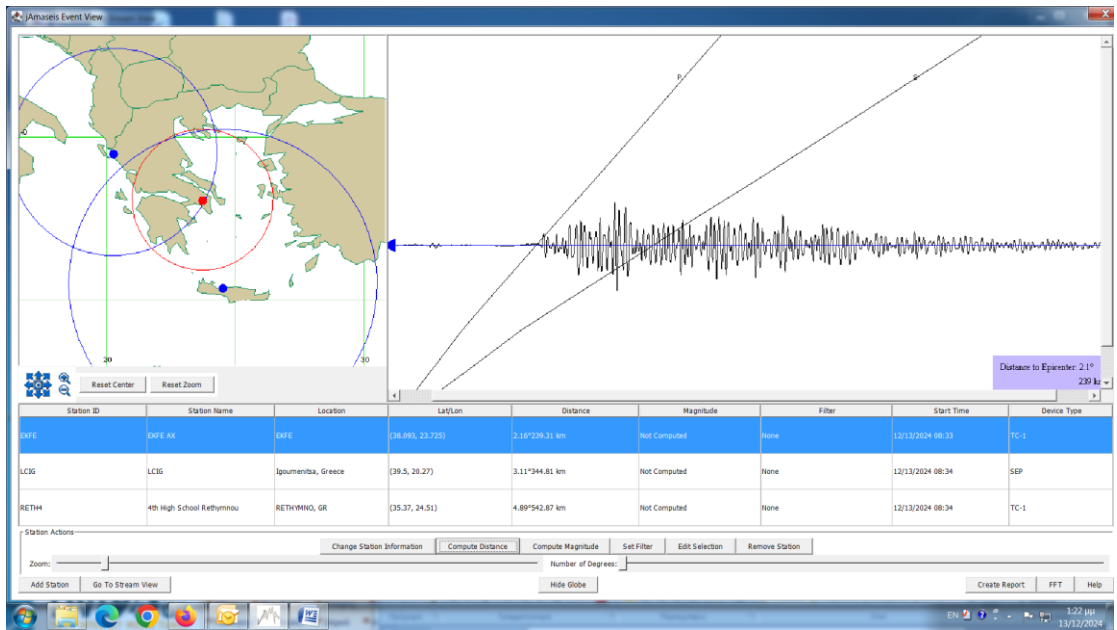 jAmaseis Event View
40
20
30
P
S
Distance to Epicenter: 2.1°
239 k
Reset Center Reset Zoom
Station ID Station Name Location Lat/Lon Distance Magnitude Filter Start Time Device Type
EKFE EKFE AX EKFE (38.093, 23.725) 2.16°239.31 km Not Computed None 12/13/2024 08:33 TC-1
LCIG LCIG Igoumenitsa, Greece (39.5, 20.27) 3.11°344.81 km Not Computed None 12/13/2024 08:34 SEP
RETH4 4th High School Rethymnou RETHYMNO, GR (35.37, 24.51) 4.89°542.87 km Not Computed None 12/13/2024 08:34 TC-1
Station Actions
Change Station Information Compute Distance Compute Magnitude Set Filter Edit Selection Remove Station
Zoom: Number of Degrees:
Add Station Go To Stream View Hide Globe Create Report FFT Help
EN 1:22 μμ
13/12/2024